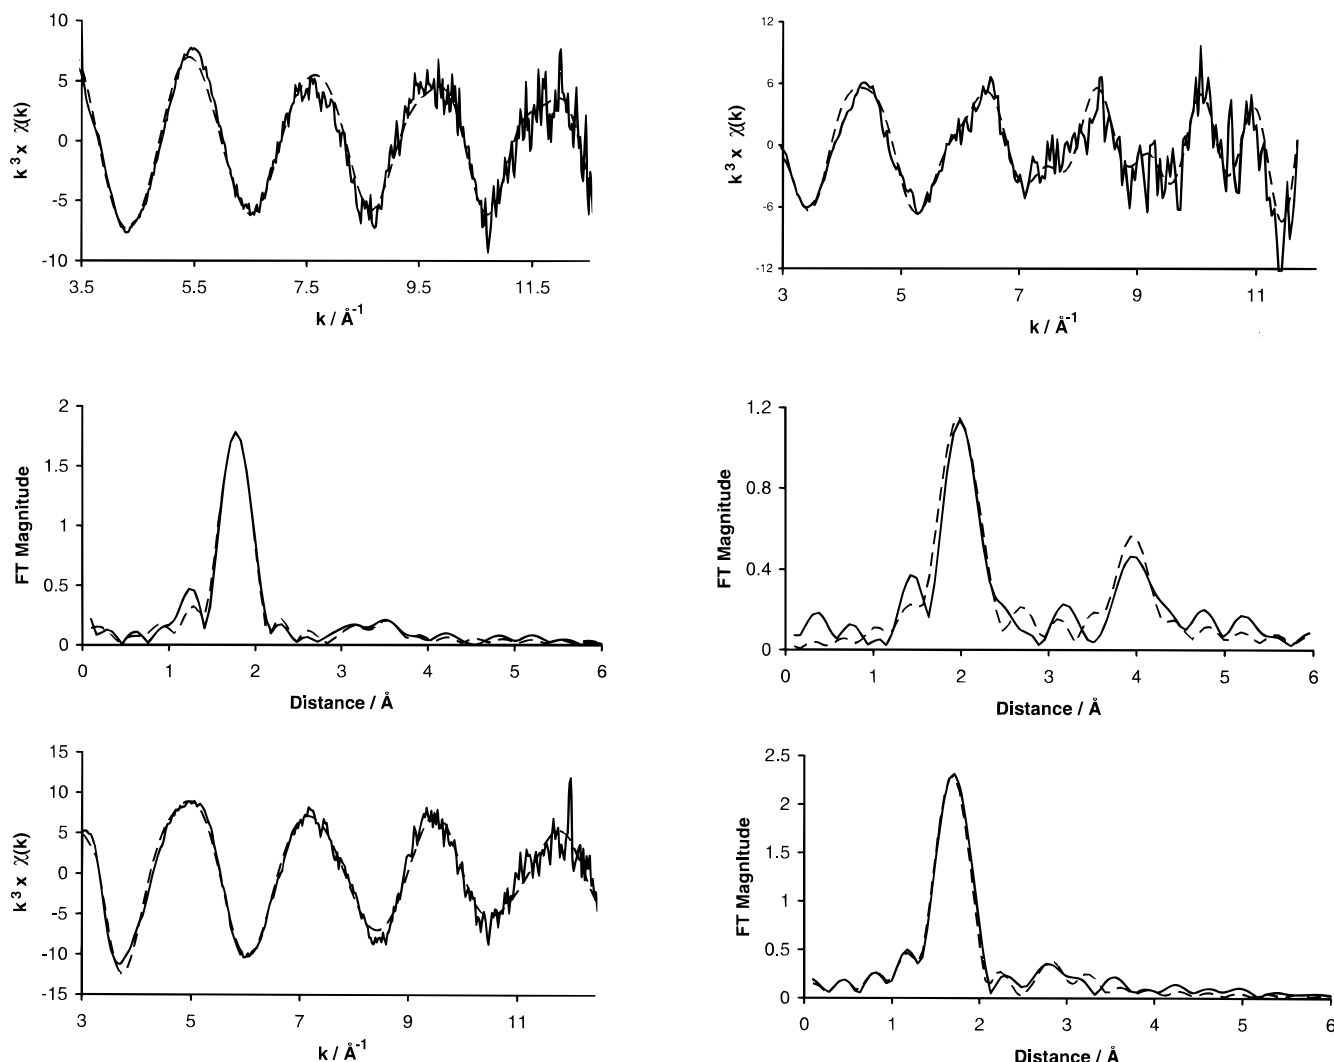 10
5
0
-5
-10
k³ x χ(k)
3.5 5.5 7.5 9.5 11.5
k / Å⁻¹
12
6
0
-6
-12
k³ x χ(k)
3 5 7 9 11
k / Å⁻¹
2
1.5
1
0.5
0
FT Magnitude
0 1 2 3 4 5 6
Distance / Å
1.2
0.8
0.4
0
FT Magnitude
0 1 2 3 4 5 6
Distance / Å
15
10
5
0
-5
-10
-15
k³ x χ(k)
3 5 7 9 11
k / Å⁻¹
2.5
2
1.5
1
0.5
0
FT MagnItude
0 1 2 3 4 5 6
Distance / Å